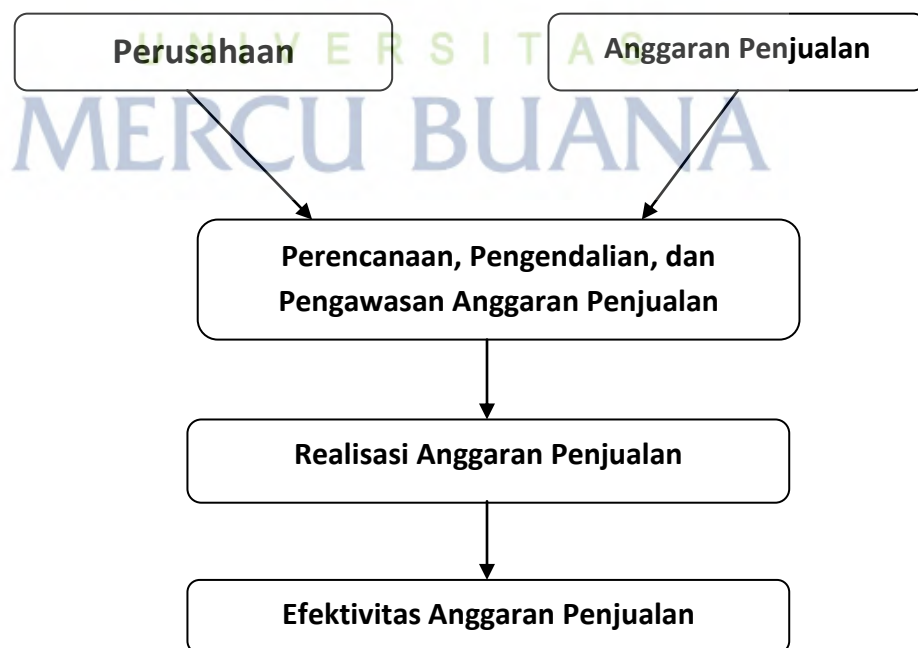 UNIVERSITAS
MERCU BUANA
Perusahaan
Anggaran Penjualan
Perencanaan, Pengendalian, dan
Pengawasan Anggaran Penjualan
Realisasi Anggaran Penjualan
Efektivitas Anggaran Penjualan